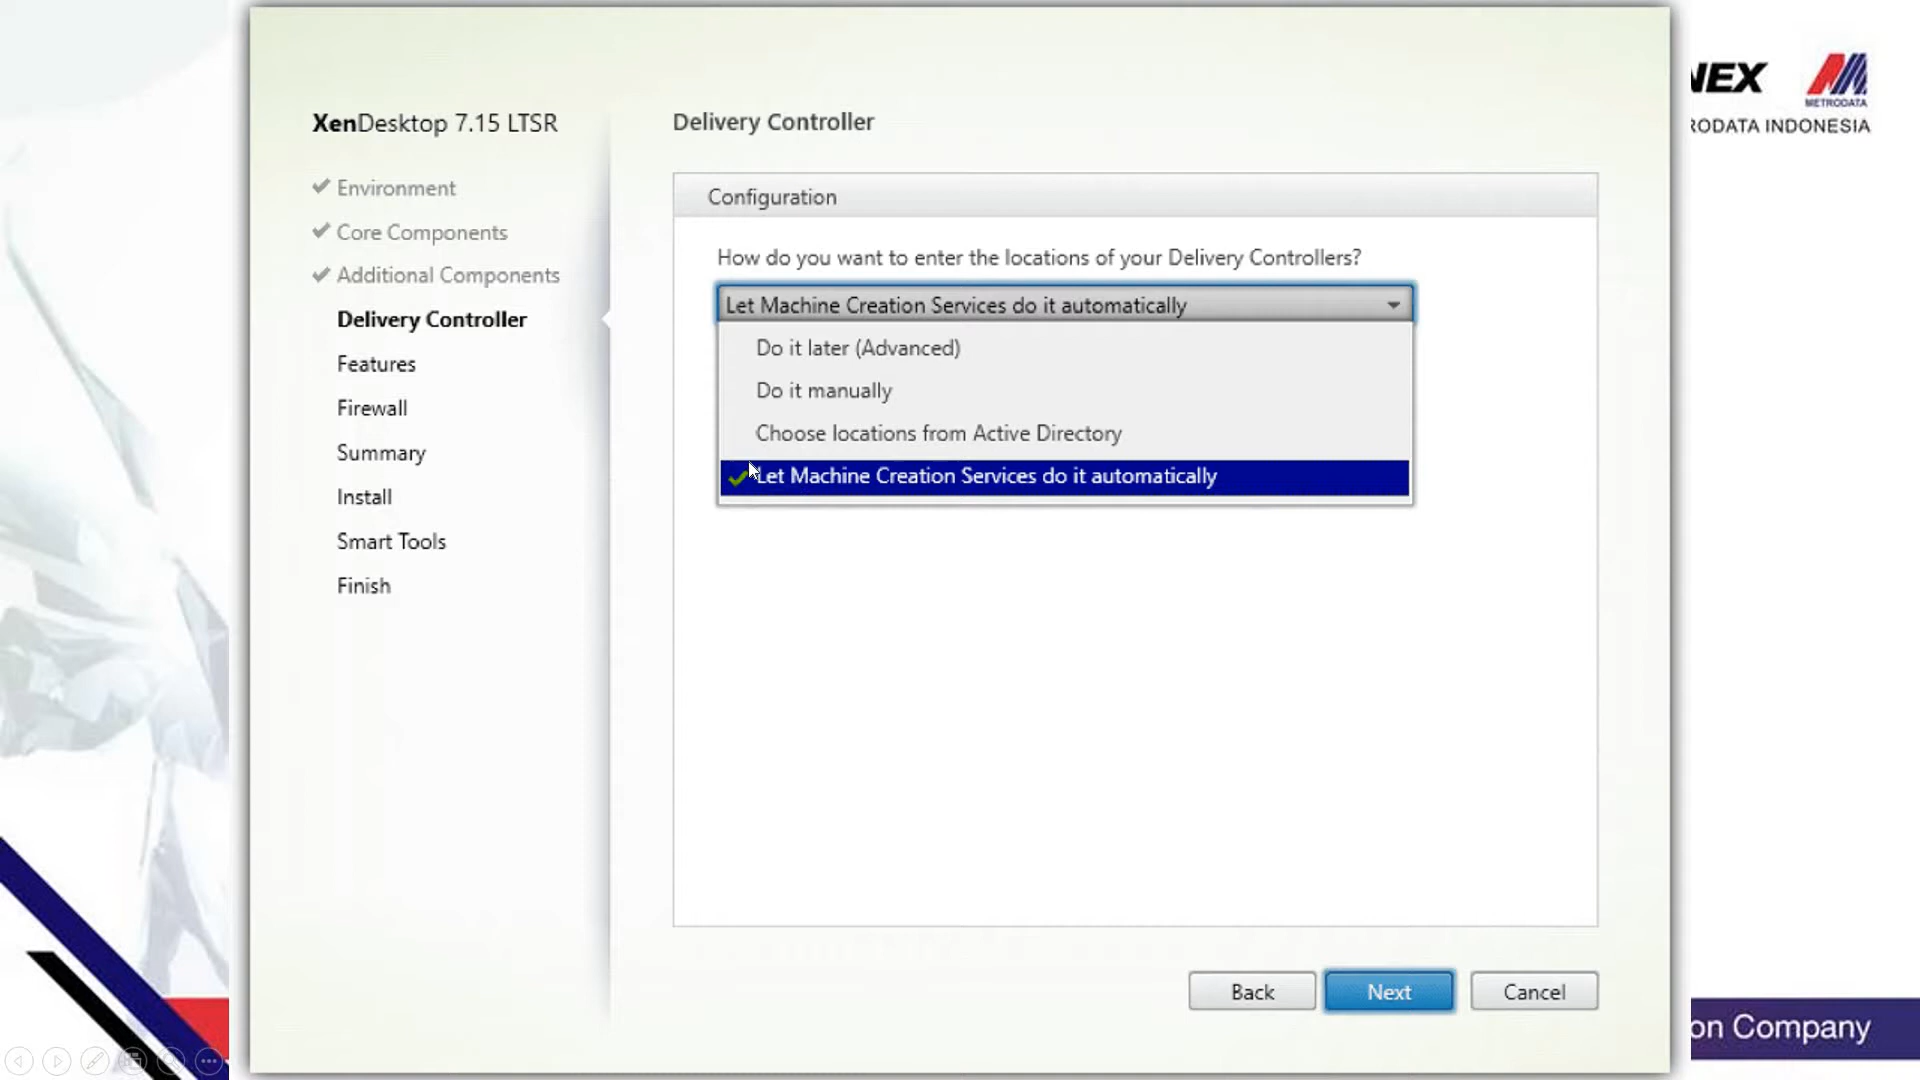 XenDesktop 7.15 LTSR
Environment
Core Components
Additional Components
Delivery Controller
Features
Firewall
Summary
Install
Smart Tools
Finish
Delivery Controller
Configuration
How do you want to enter the locations of your Delivery Controllers?
Let Machine Creation Services do it automatically
Do it later (Advanced)
Do it manually
Choose locations from Active Directory
Let Machine Creation Services do it automatically
Back
Next
Cancel
NEX
METRODATA
RODATA INDONESIA
on Company